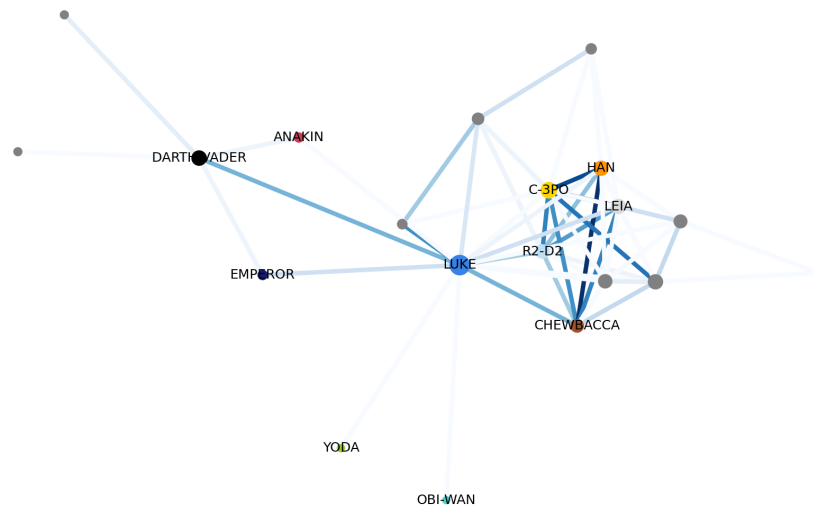 ANAKIN
DARTH VADER
HAN
C-3PO
LEIA
R2-D2
LUKE
EMPEROR
CHEWBACCA
YODA
OBI-WAN